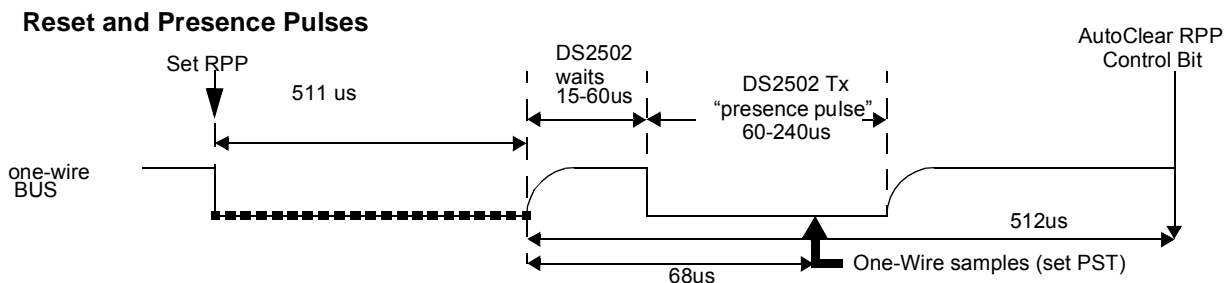 Reset and Presence Pulses
AutoClear RPP
Control Bit
Set RPP
511 us
DS2502
waits
15-60us
DS2502 Tx
“presence pulse”
60-240us
one-wire
BUS
512us
68us
One-Wire samples (set PST)